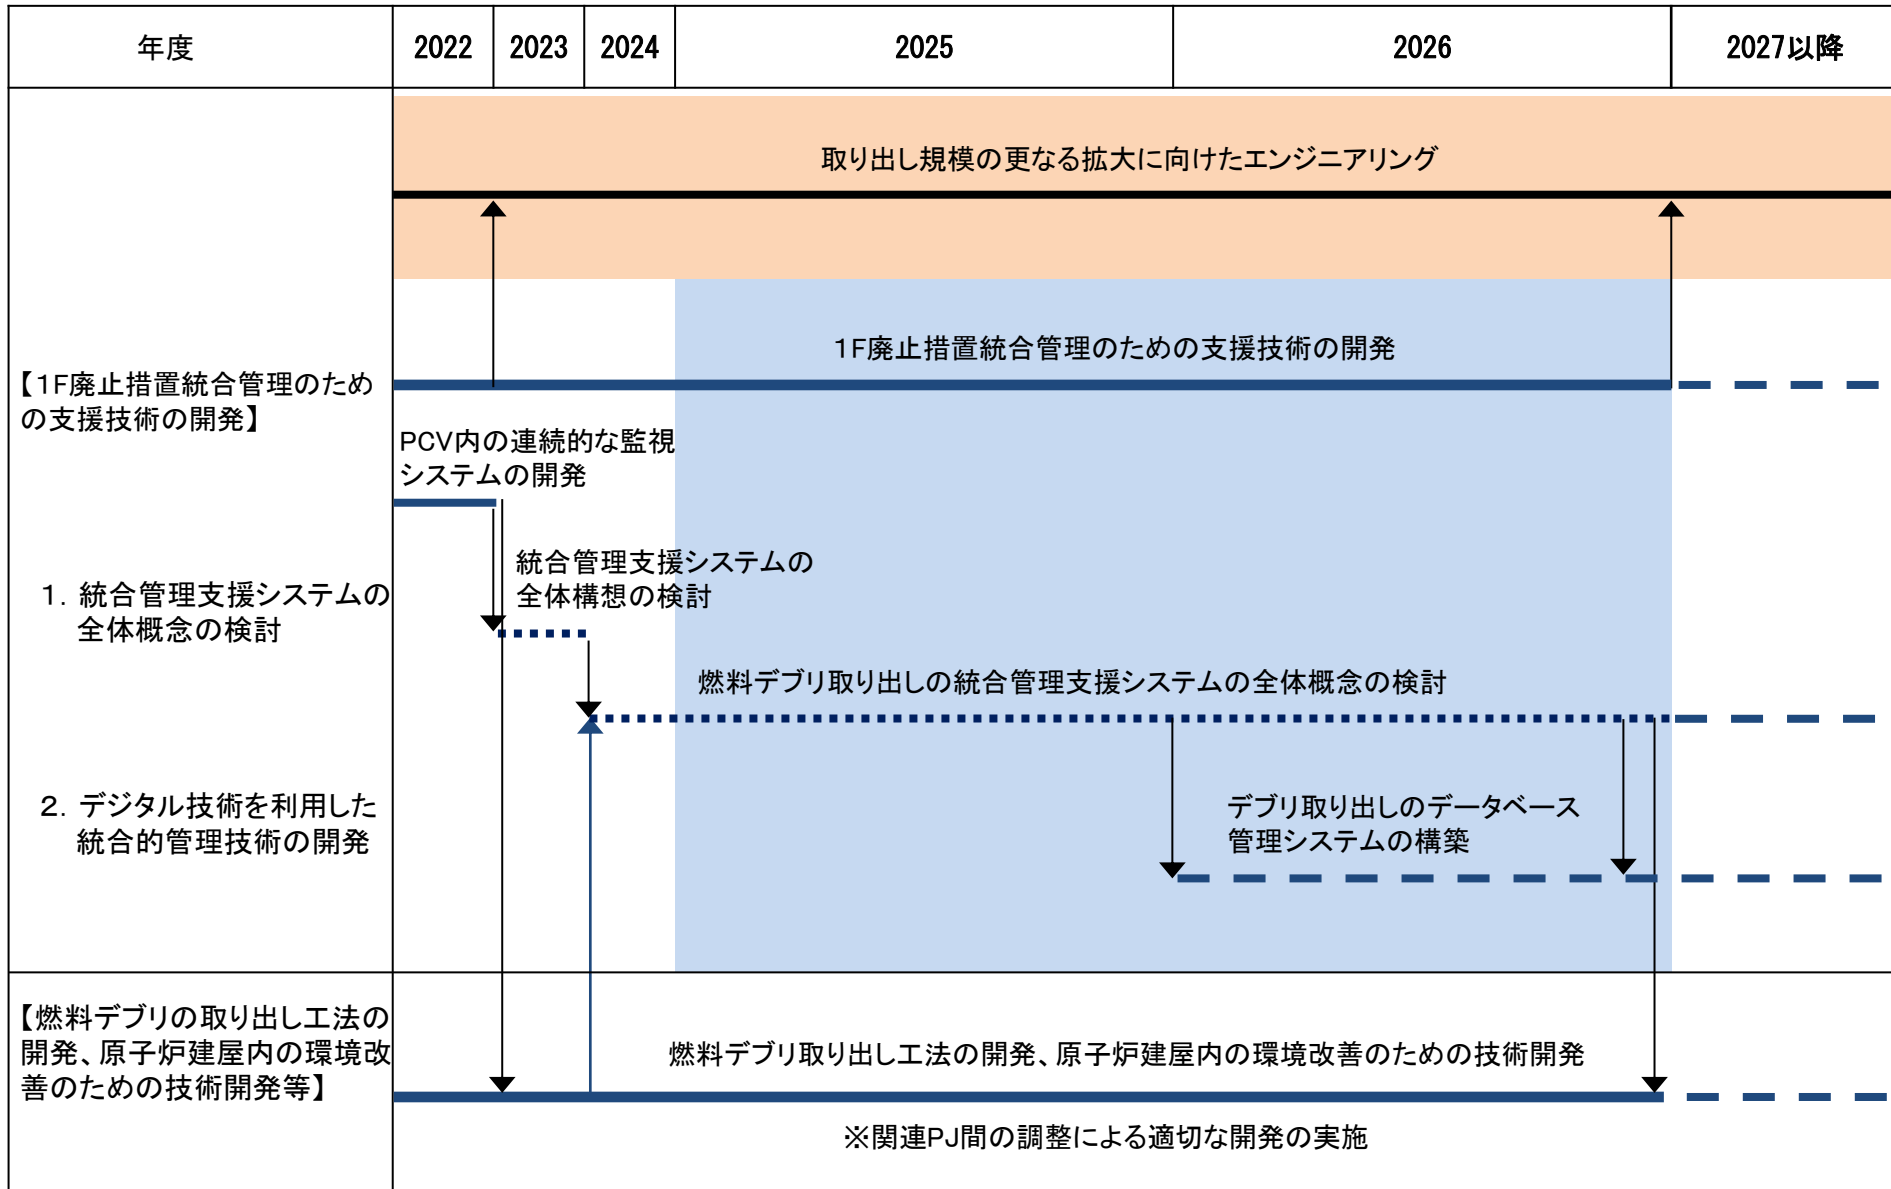 年度
2022
2023
2024
2025
2026
2027以降
取り出し規模の更なる拡大に向けたエンジニアリング
1F廃止措置統合管理のための支援技術の開発
【1F廃止措置統合管理のため
の支援技術の開発】
PCV内の連続的な監視
システムの開発
統合管理支援システムの
全体構想の検討
1. 統合管理支援システムの
全体概念の検討
燃料デブリ取り出しの統合管理支援システムの全体概念の検討
2. デジタル技術を利用した
統合的管理技術の開発
デブリ取り出しのデータベース
管理システムの構築
【燃料デブリの取り出し工法の
開発、原子炉建屋内の環境改
善のための技術開発等】
燃料デブリ取り出し工法の開発、原子炉建屋内の環境改善のための技術開発
※関連PJ間の調整による適切な開発の実施